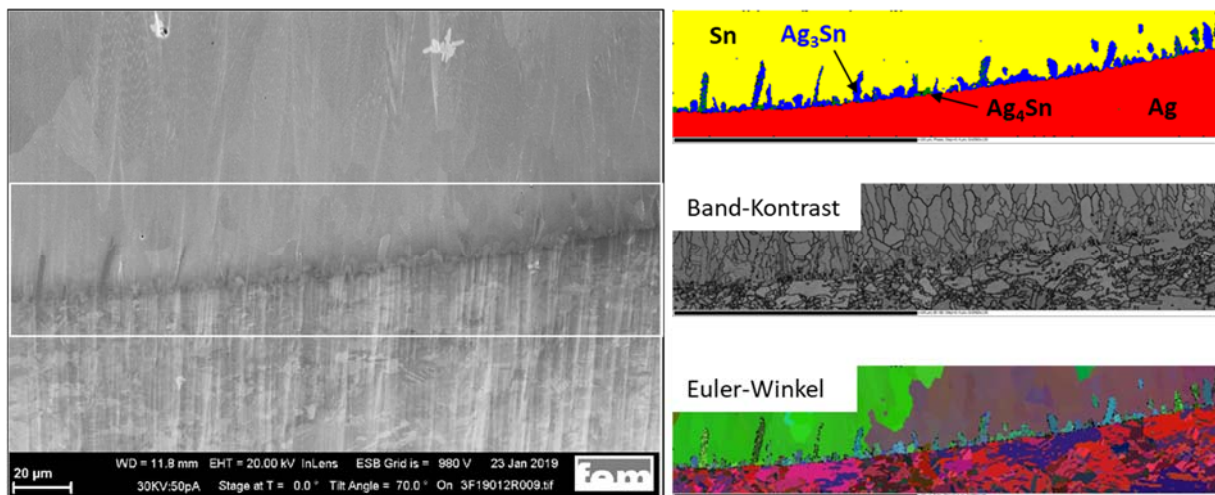 Sn
Ag₃Sn
Ag₄Sn
Ag
Band-Kontrast
Euler-Winkel
20 µm
WD = 11.8 mm EHT = 20.00 kV InLens ESB Grid is = 980 V 23 Jan 2019
30KV:50pA Stage at T = 0.0° Tilt Angle = 70.0° On 3F19012R009.tif
fem